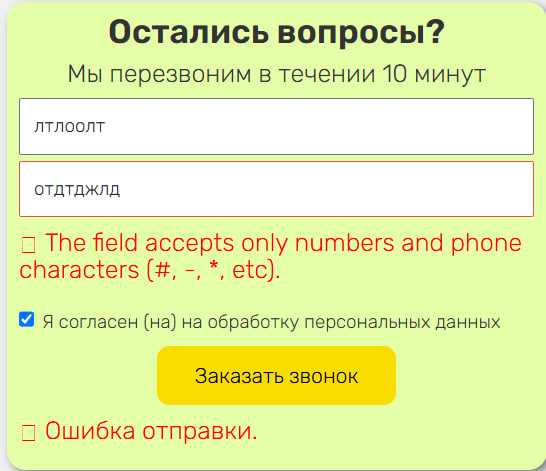 Остались вопросы?
Мы перезвоним в течении 10 минут
лтлоолт
отдтджлд
The field accepts only numbers and phone
characters (#, -, *, etc).
Я согласен (на) на обработку персональных данных
Заказать звонок
Ошибка отправки.